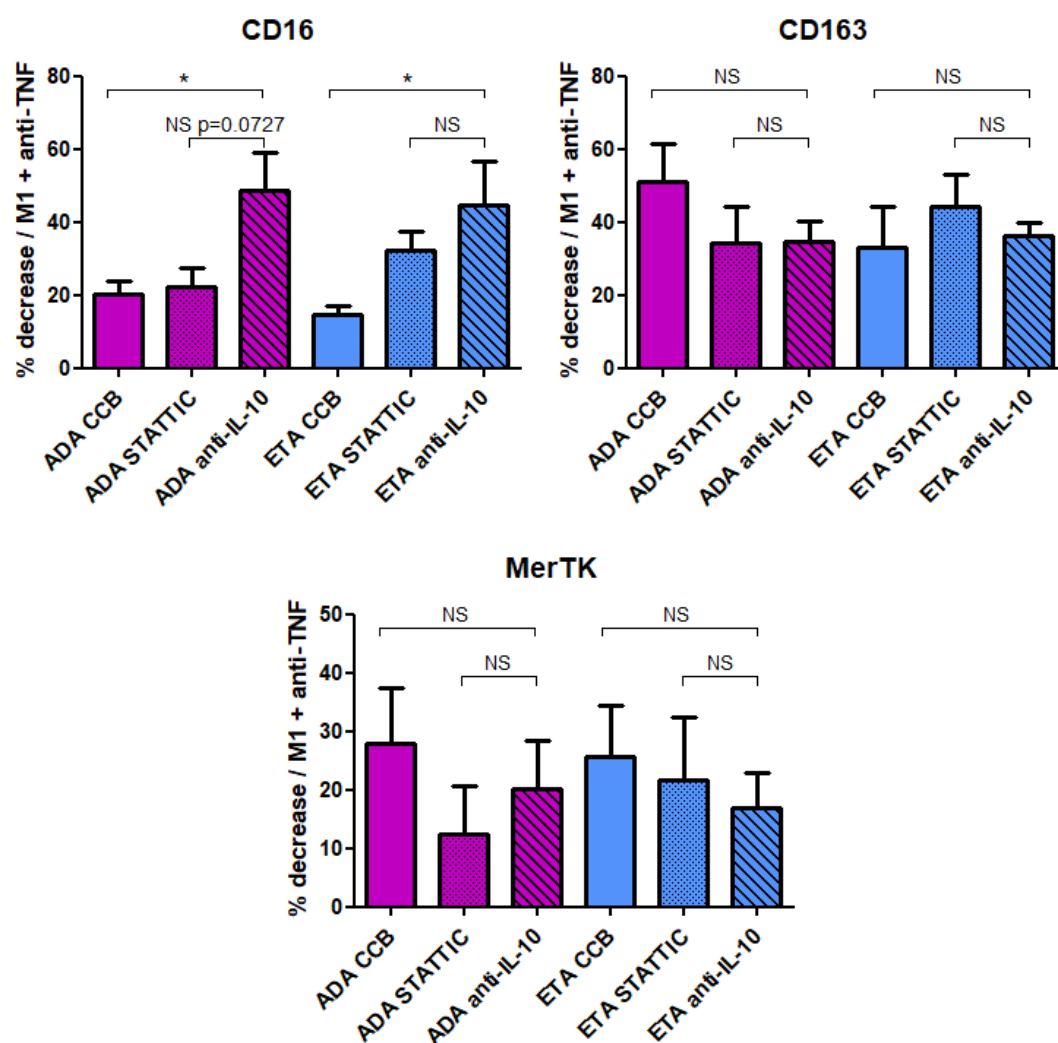 CD16
% decrease / M1 + anti-TNF
80
60
40
20
0
*
*
NS p=0.0727
NS
ADA CCB
ADA STATTIC
ADA anti-IL-10
ETA CCB
ETA STATTIC
ETA anti-IL-10
CD163
% decrease / M1 + anti-TNF
80
60
40
20
0
NS
NS
NS
NS
ADA CCB
ADA STATTIC
ADA anti-IL-10
ETA CCB
ETA STATTIC
ETA anti-IL-10
MerTK
% decrease / M1 + anti-TNF
50
40
30
20
10
0
NS
NS
NS
NS
ADA CCB
ADA STATTIC
ADA anti-IL-10
ETA CCB
ETA STATTIC
ETA anti-IL-10